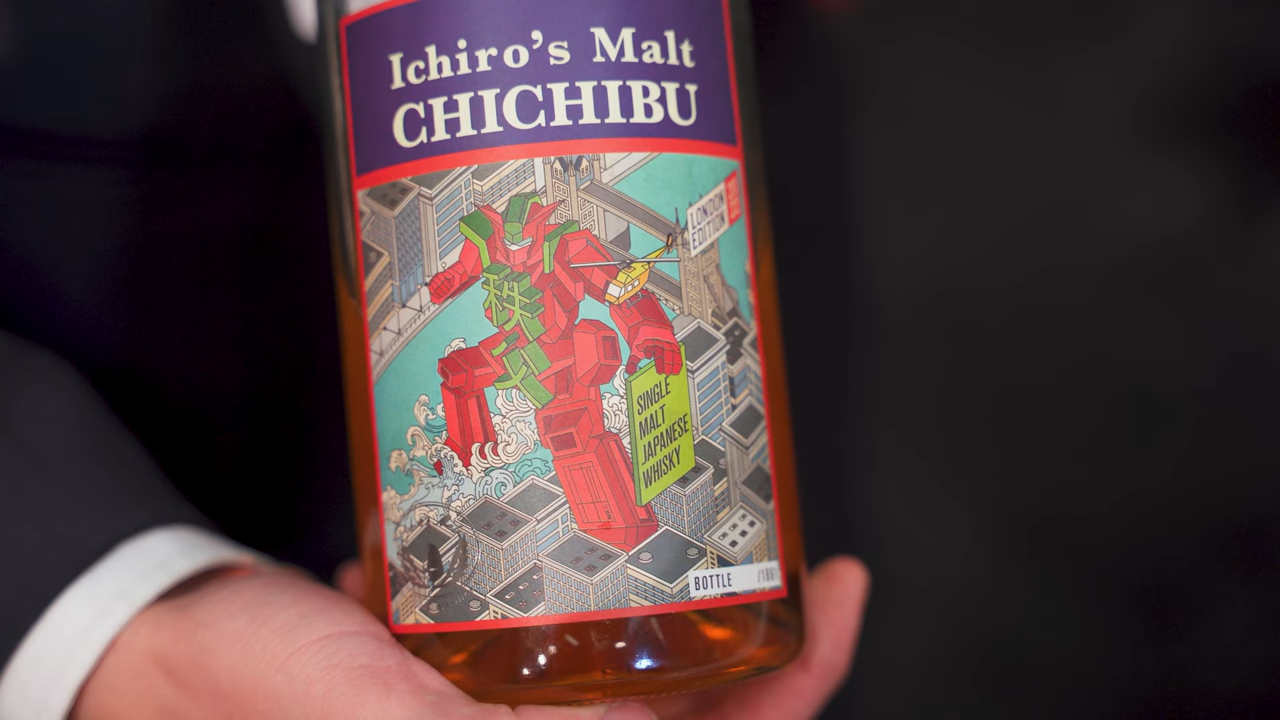 Ichiro's Malt
CHICHIBU
LONDON
EDITION
秩
父
SINGLE
MALT
JAPANESE
WHISKY
BOTTLE